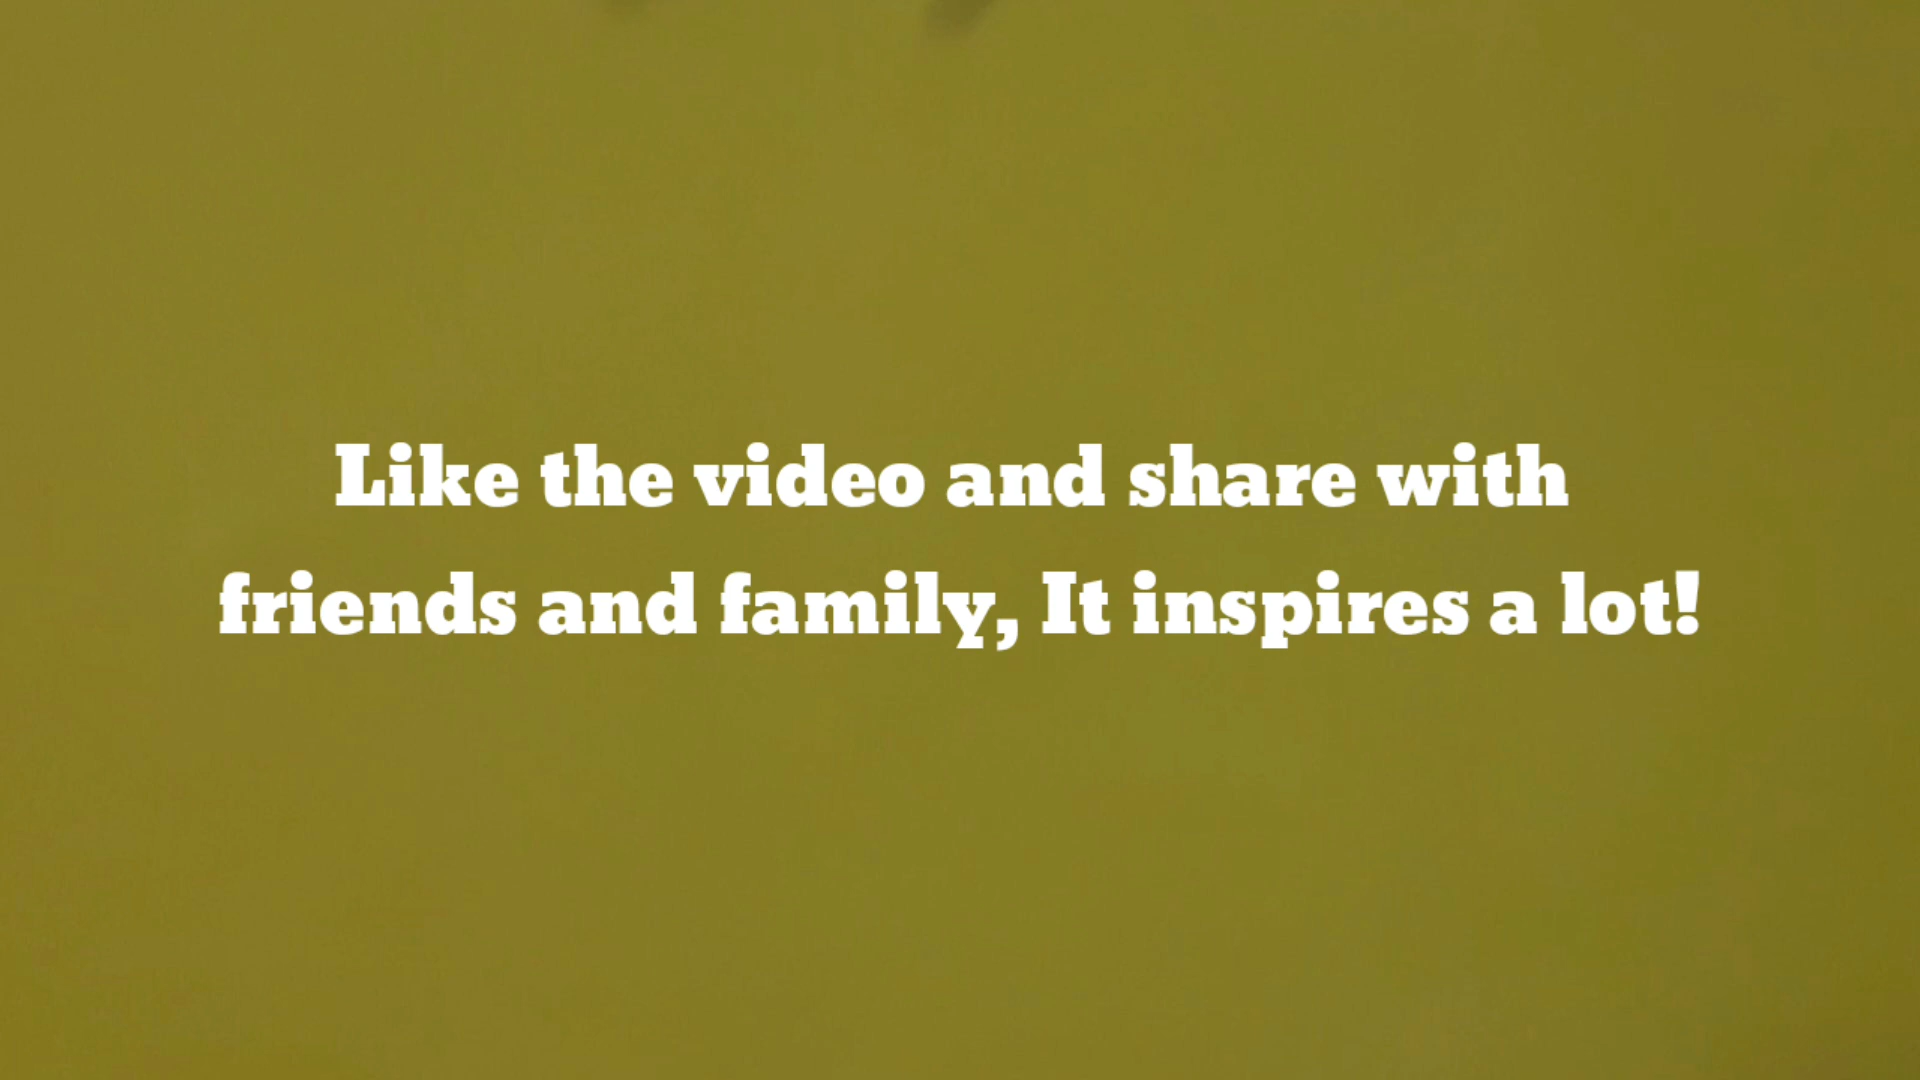 Like the video and share with
friends and family, It inspires a lot!